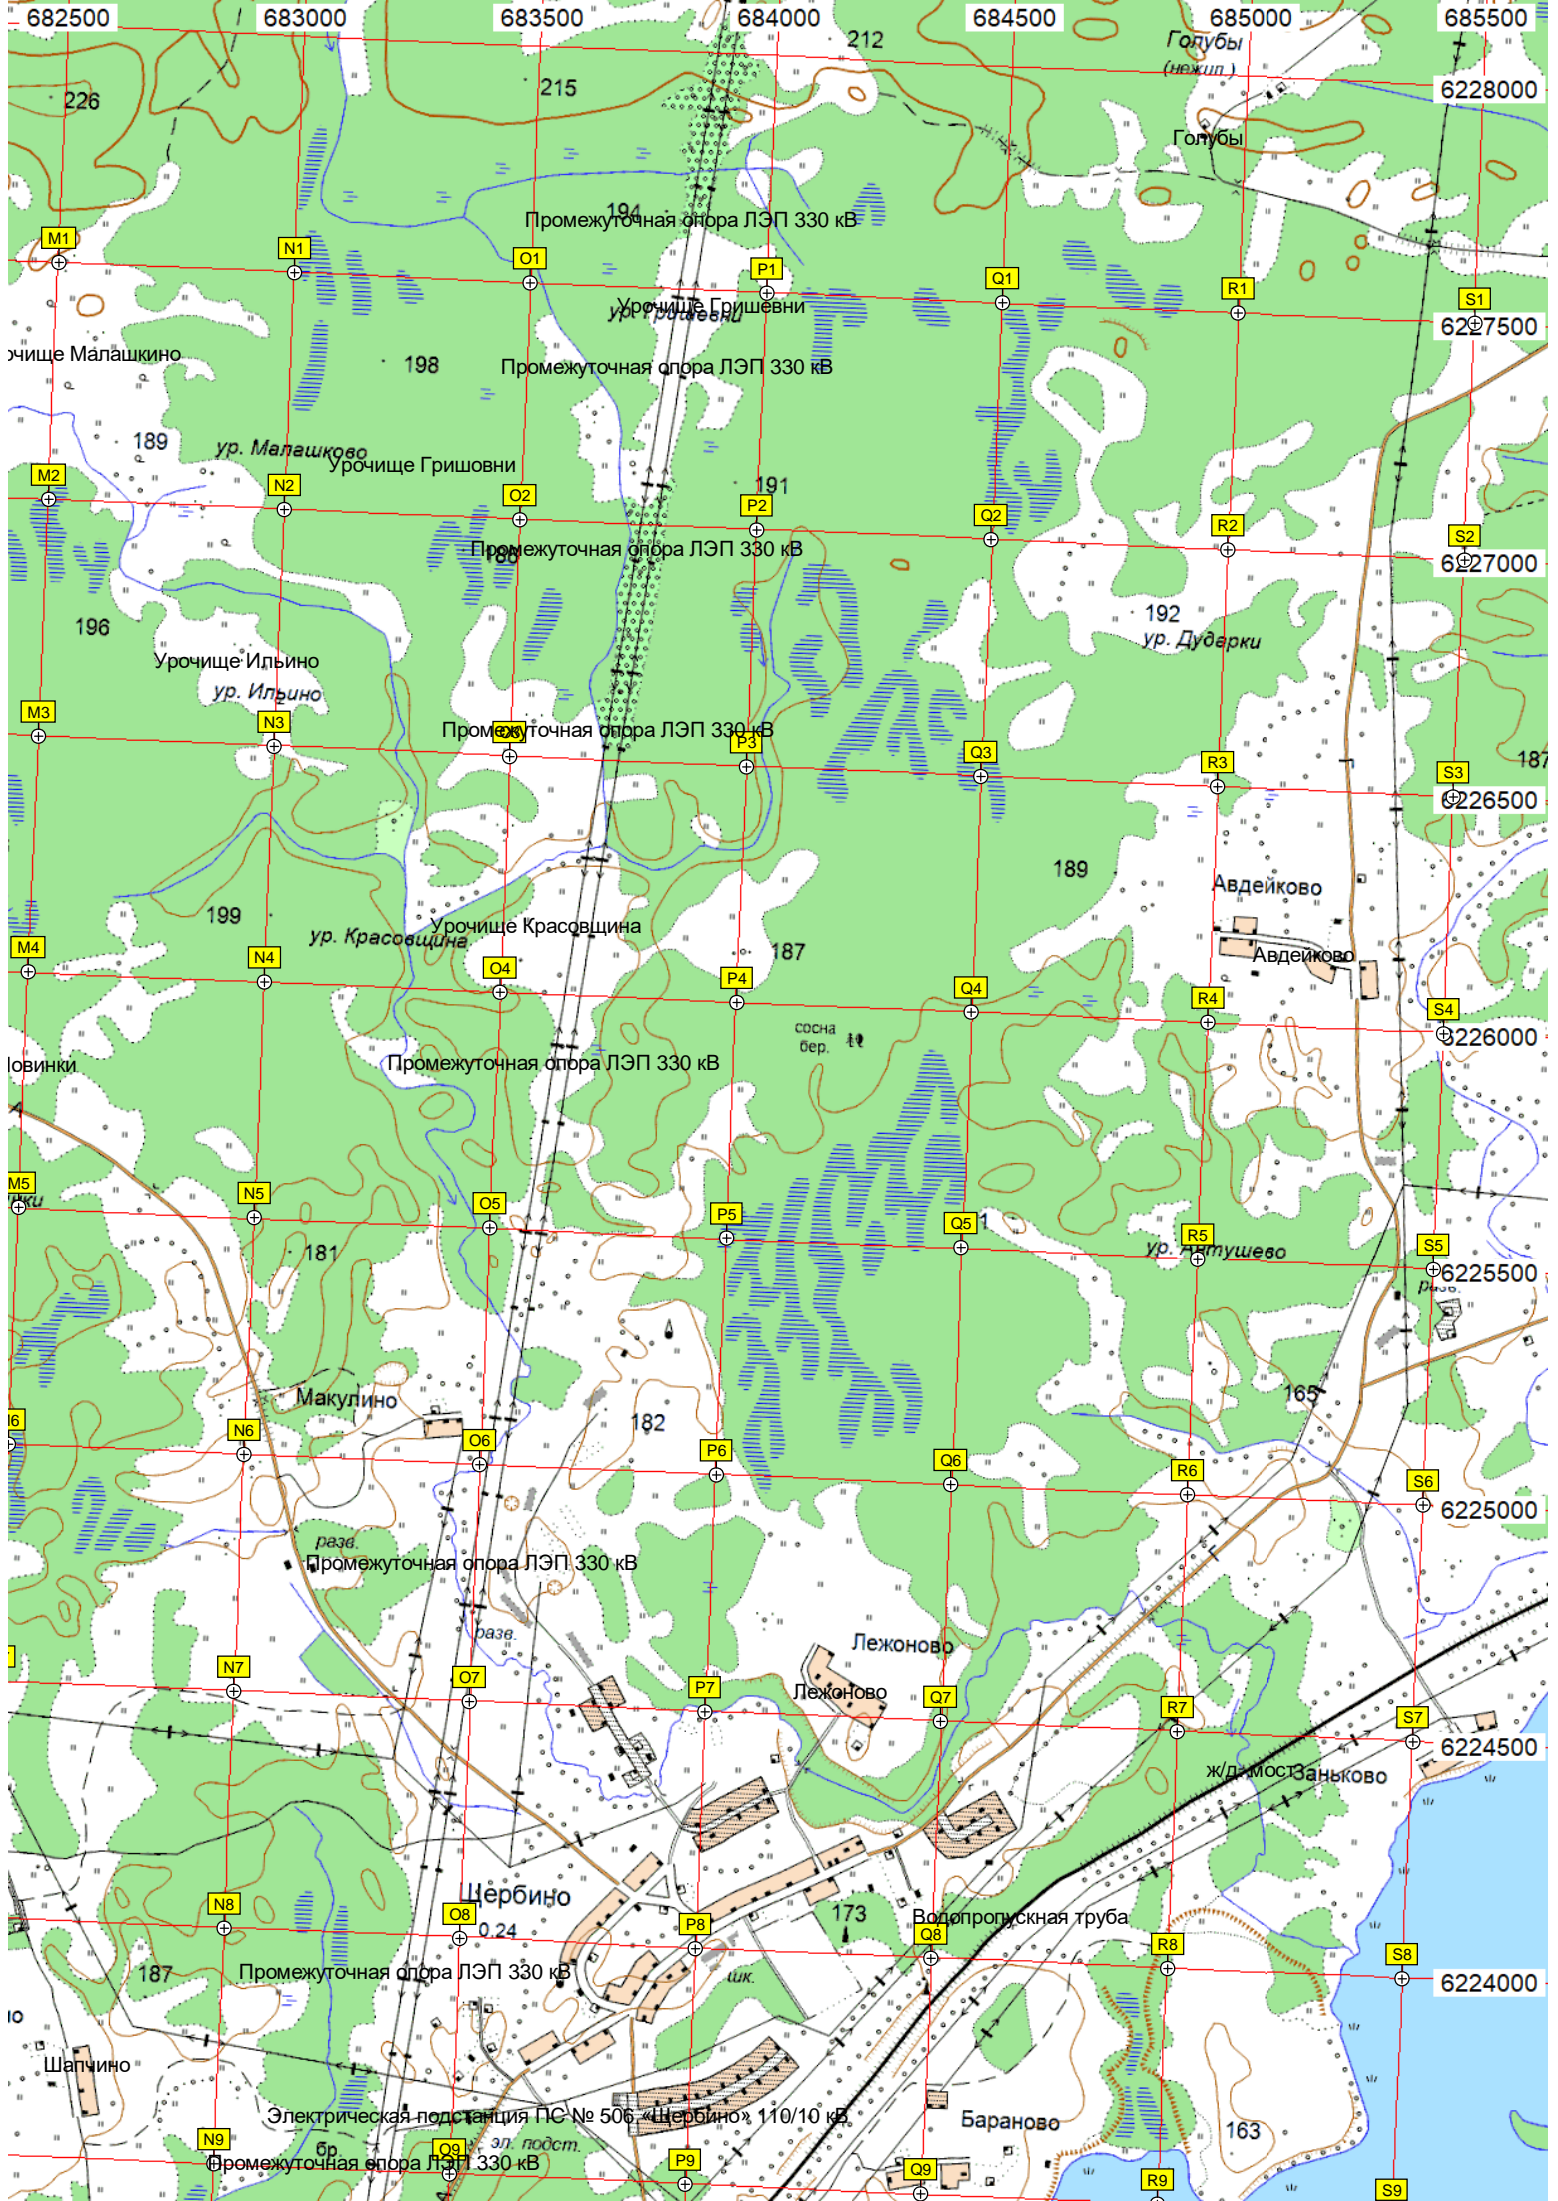 682500 683000 683500 684000 684500 685000 685500
212
Голубы
(нежил.)
215
226
6228000
Голубы
194
Промежуточная опора ЛЭП 330 кВ
M1
N1
O1
P1
Q1
R1
S1
Урочище Гришевни
ур. Гришевки
6227500
очище Малашкино
198
Промежуточная опора ЛЭП 330 кВ
189
ур. Малашково
Урочище Гришовни
191
M2
N2
O2
P2
Q2
R2
S2
Промежуточная опора ЛЭП 330 кВ
6227000
192
196
ур. Дударки
Урочище Ильино
ур. Ильино
M3
N3
O3
Промежуточная опора ЛЭП 330 кВ
P3
Q3
R3
S3
187
6226500
189
Авдейково
199
Урочище Красовщина
ур. Красовщина
187
Авдейково
M4
N4
O4
P4
Q4
R4
S4
сосна
бер.
6226000
Промежуточная опора ЛЭП 330 кВ
овинки
M5
N5
O5
P5
Q5
R5
S5
181
ур. Антушево
6225500
разв.
Макулино
165
182
N6
O6
P6
Q6
R6
S6
6225000
разв.
Промежуточная опора ЛЭП 330 кВ
разв.
Лежоново
N7
O7
P7
Лежоново
Q7
R7
S7
6224500
ж/д. мост
Заньково
Щербино
0.24
N8
O8
P8
173
Водопропускная труба
Q8
R8
S8
187
Промежуточная опора ЛЭП 330 кВ
шк.
6224000
Шапчино
Электрическая подстанция ПС № 506 «Щербино» 110/10 кВ
Бараново
163
N9
бр.
O9
эл. подст.
Промежуточная опора ЛЭП 330 кВ
P9
Q9
R9
S9